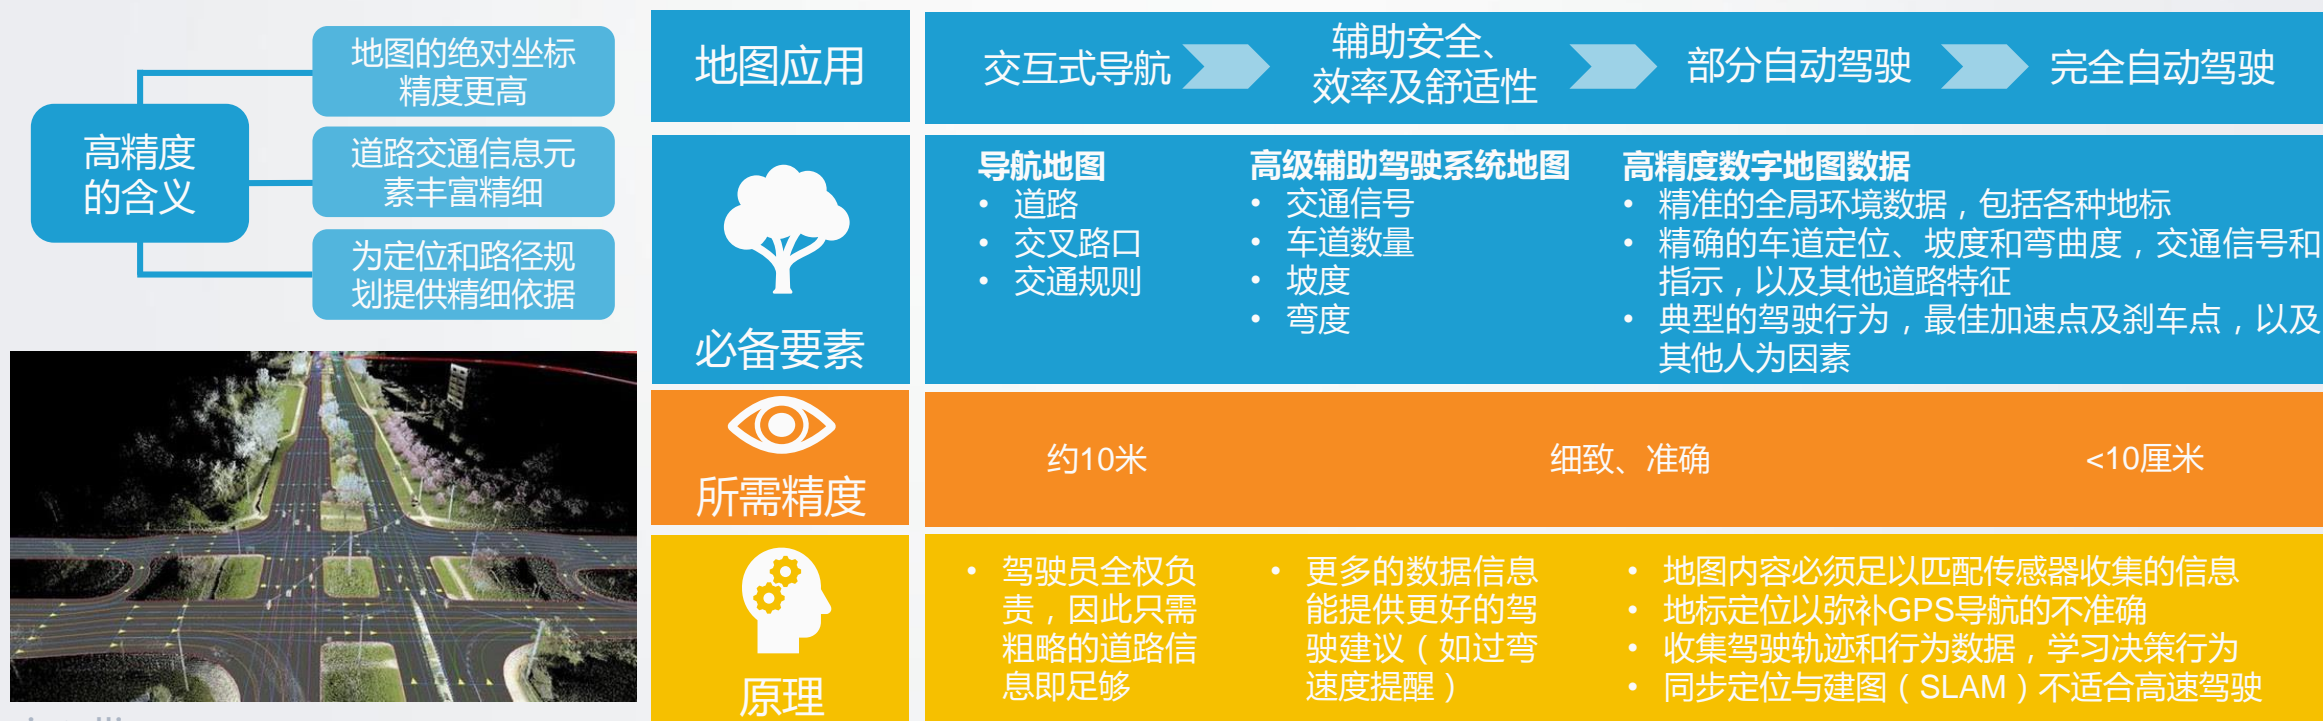 高精度
的含义
地图的绝对坐标
精度更高
道路交通信息元
素丰富精细
为定位和路径规
划提供精细依据
地图应用
交互式导航
辅助安全、
效率及舒适性
部分自动驾驶
完全自动驾驶
必备要素
导航地图
• 道路
• 交叉路口
• 交通规则
高级辅助驾驶系统地图
• 交通信号
• 车道数量
• 坡度
• 弯度
高精度数字地图数据
• 精准的全局环境数据，包括各种地标
• 精确的车道定位、坡度和弯曲度，交通信号和
指示，以及其他道路特征
• 典型的驾驶行为，最佳加速点及刹车点，以及
其他人为因素
所需精度
约10米
细致、准确
<10厘米
原理
• 驾驶员全权负
责，因此只需
粗略的道路信
息即足够
• 更多的数据信息
能提供更好的驾
驶建议（如过弯
速度提醒）
• 地图内容必须足以匹配传感器收集的信息
• 地标定位以弥补GPS导航的不准确
• 收集驾驶轨迹和行为数据，学习决策行为
• 同步定位与建图（SLAM）不适合高速驾驶